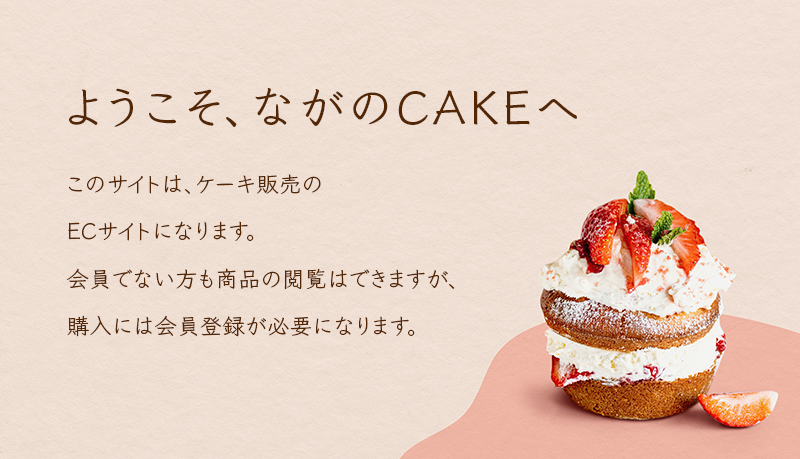 ようこそ、ながのCAKEへ
このサイトは、ケーキ販売の
ECサイトになります。
会員でない方も商品の閲覧はできますが、
購入には会員登録が必要になります。